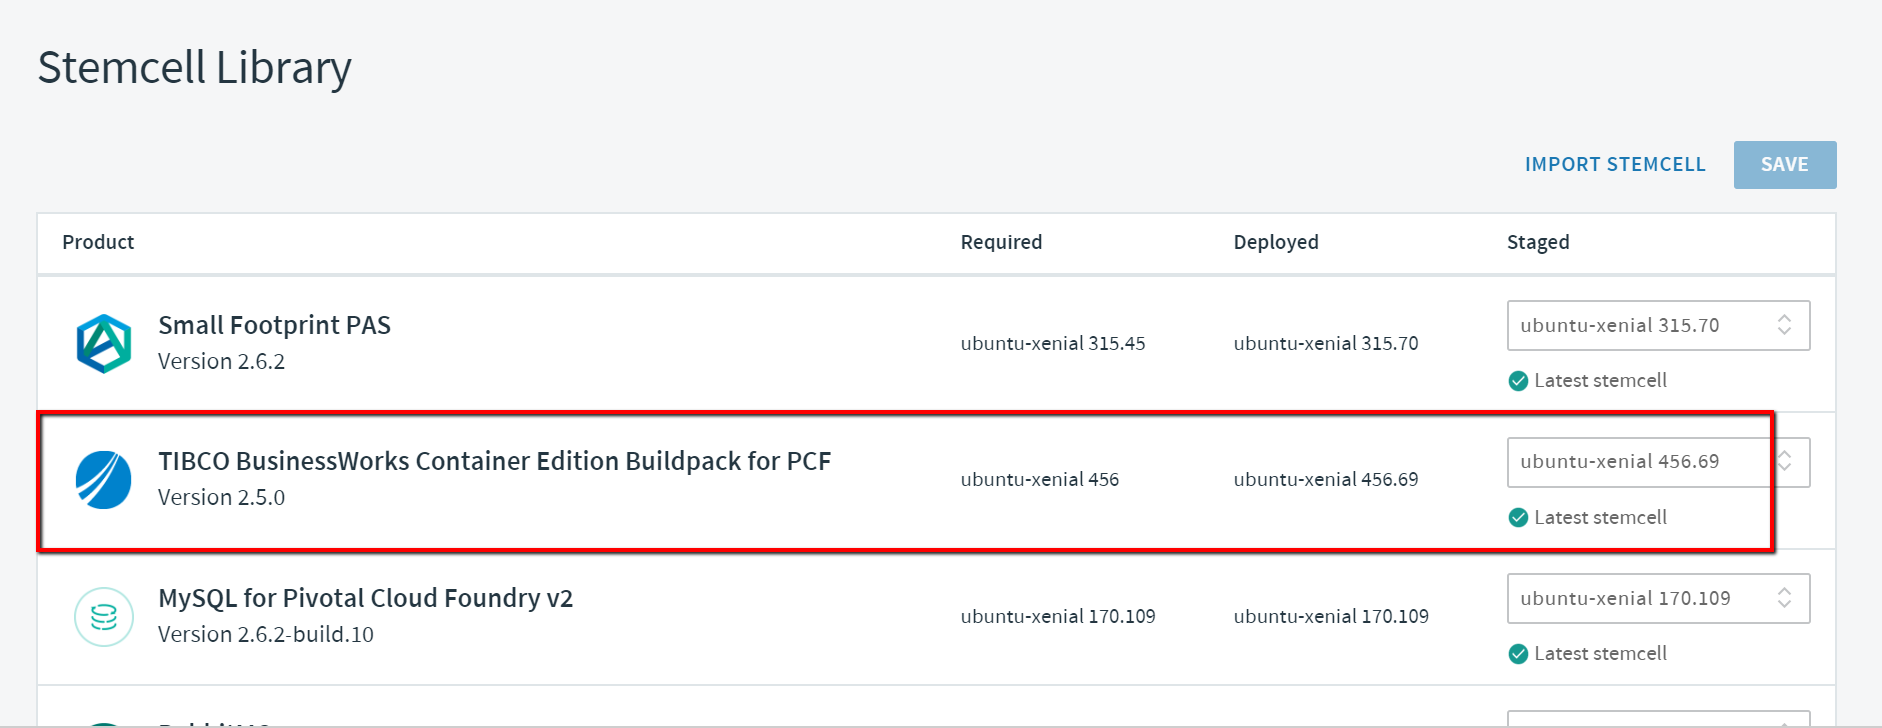 Stemcell Library
IMPORT STEMCELL SAVE
Product Required Deployed Staged
Small Footprint PAS
Version 2.6.2
ubuntu-xenial 315.45 ubuntu-xenial 315.70 ubuntu-xenial 315.70
Latest stemcell
TIBCO BusinessWorks Container Edition Buildpack for PCF
Version 2.5.0
ubuntu-xenial 456 ubuntu-xenial 456.69 ubuntu-xenial 456.69
Latest stemcell
MySQL for Pivotal Cloud Foundry v2
Version 2.6.2-build.10
ubuntu-xenial 170.109 ubuntu-xenial 170.109 ubuntu-xenial 170.109
Latest stemcell